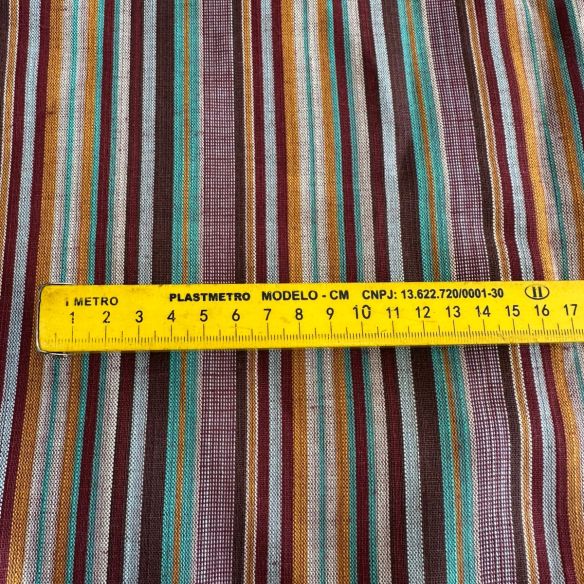 1 METRO PLASTMETRO MODELO - CM CNPJ: 13.622.720/0001-30
1 2 3 4 5 6 7 8 9 10 11 12 13 14 15 16 17